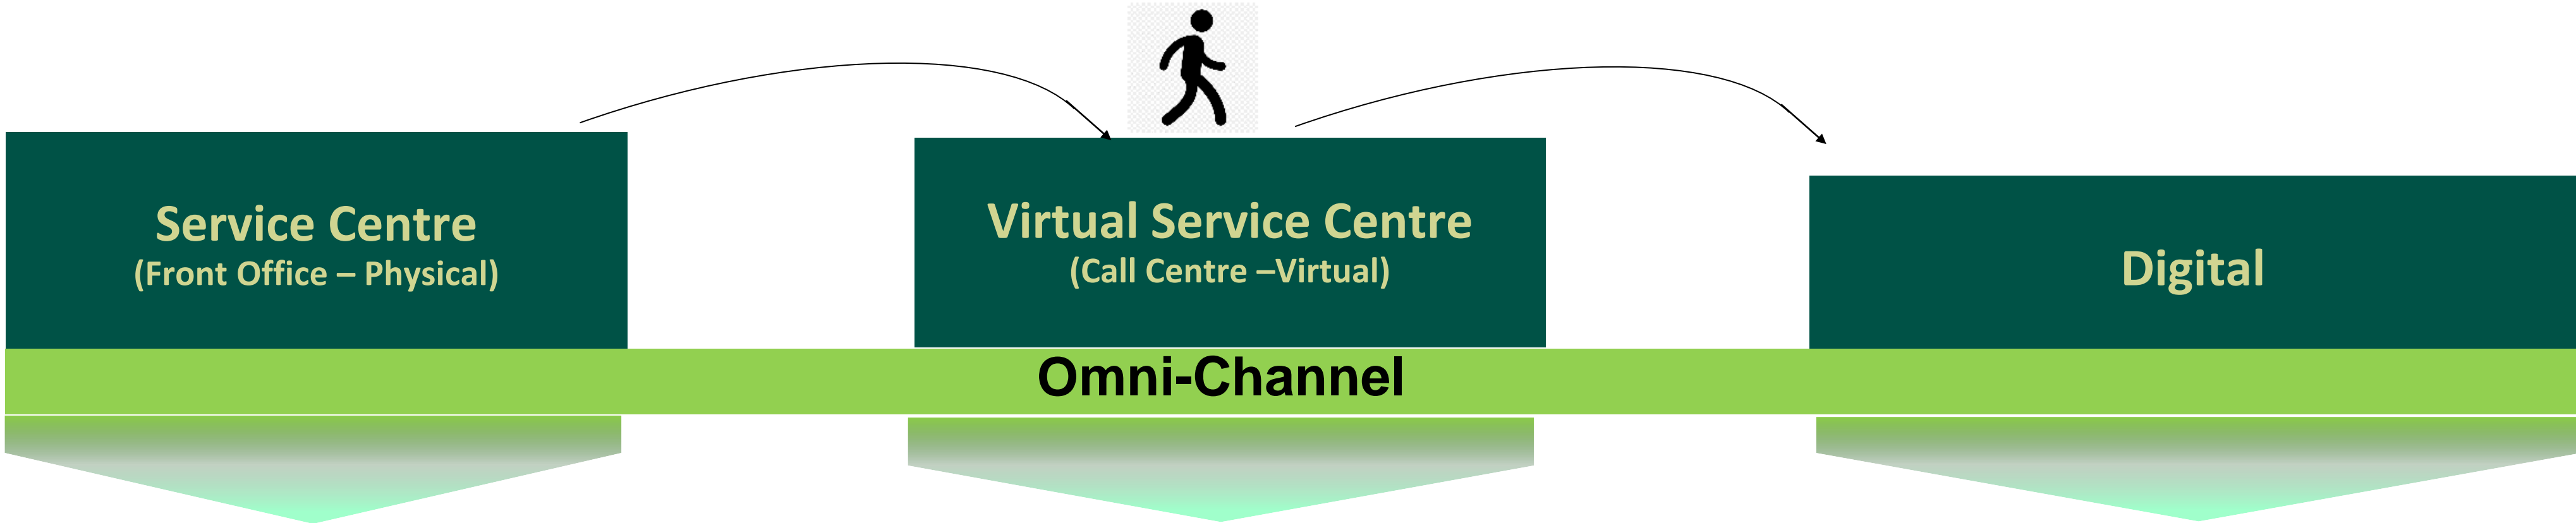 Service Centre
(Front Office – Physical)
Virtual Service Centre
(Call Centre –Virtual)
Digital
Omni-Channel